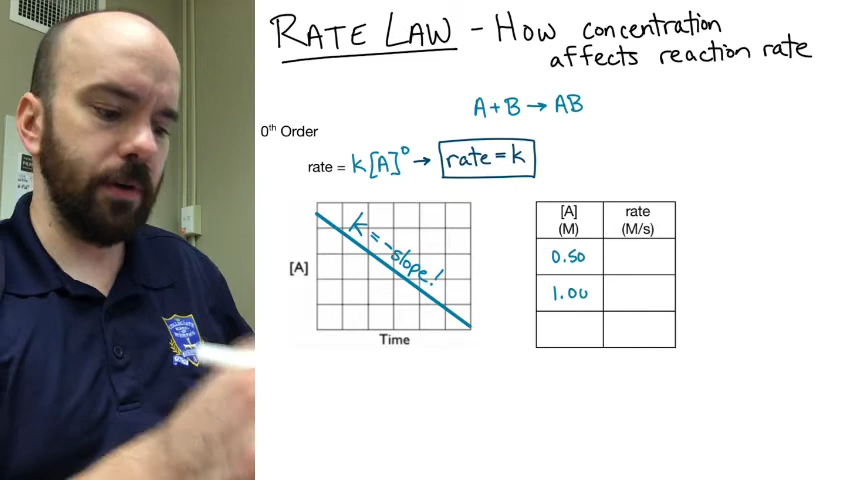 RATE LAW - HOW concentration
affects reaction rate
A + B → AB
0th Order
rate = k[A]⁰ → rate = k
k = -slope!
[A]
Time
[A] (M)
rate (M/s)
0.50
1.00